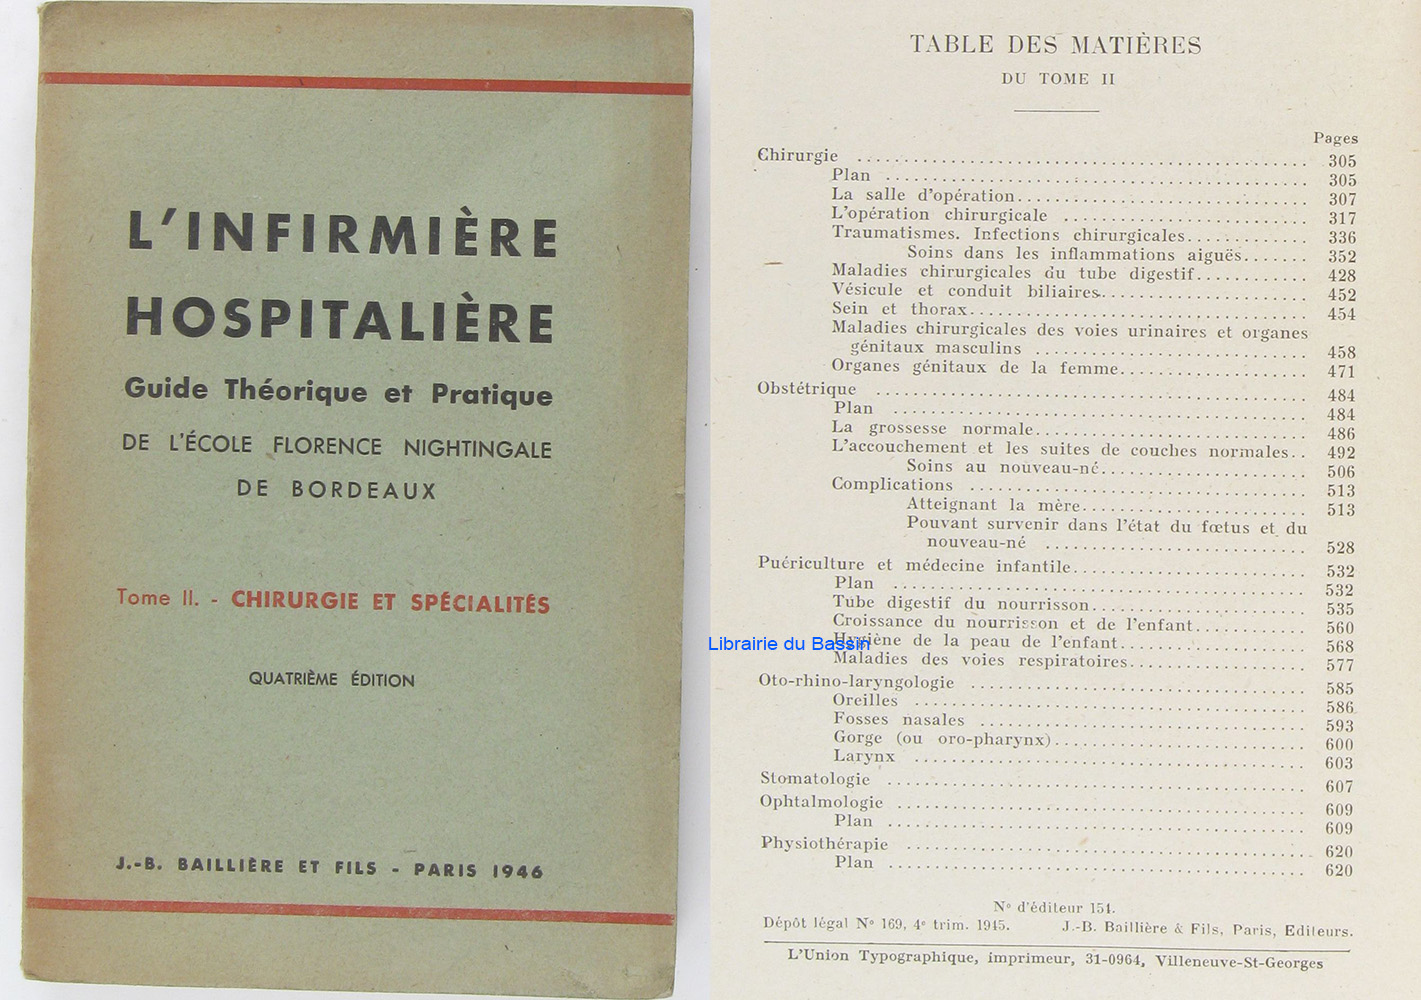 L'INFIRMIÈRE
HOSPITALIÈRE
Guide Théorique et Pratique
DE L'ÉCOLE FLORENCE NIGHTINGALE
DE BORDEAUX
Tome II. - CHIRURGIE ET SPÉCIALITÉS
QUATRIÈME ÉDITION
J.-B. BAILLIÈRE ET FILS - PARIS 1946
TABLE DES MATIÈRES
DU TOME II
Pages
Chirurgie 305
Plan 305
La salle d'opération 307
L'opération chirurgicale 317
Traumatismes. Infections chirurgicales 336
Soins dans les inflammations aiguës 352
Maladies chirurgicales du tube digestif 428
Vésicule et conduit biliaires 452
Sein et thorax 454
Maladies chirurgicales des voies urinaires et organes
génitaux masculins 458
Organes génitaux de la femme 471
Obstétrique 484
Plan 484
La grossesse normale 486
L'accouchement et les suites de couches normales 492
Soins au nouveau-né 506
Complications 513
Atteignant la mère 513
Pouvant survenir dans l'état du fœtus et du
nouveau-né 528
Puériculture et médecine infantile 532
Plan 532
Tube digestif du nourrisson 535
Croissance du nourrisson et de l'enfant 560
Hygiène de la peau de l'enfant 568
Maladies des voies respiratoires 577
Librairie du Bassin
Oto-rhino-laryngologie 585
Oreilles 586
Fosses nasales 593
Gorge (ou oro-pharynx) 600
Larynx 603
Stomatologie 607
Ophtalmologie 609
Plan 609
Physiothérapie 620
Plan 620
N° d'éditeur 151.
Dépôt légal N° 169, 4e trim. 1945. J.-B. Baillière & Fils, Paris, Editeurs.
L'Union Typographique, imprimeur, 31-0964, Villeneuve-St-Georges